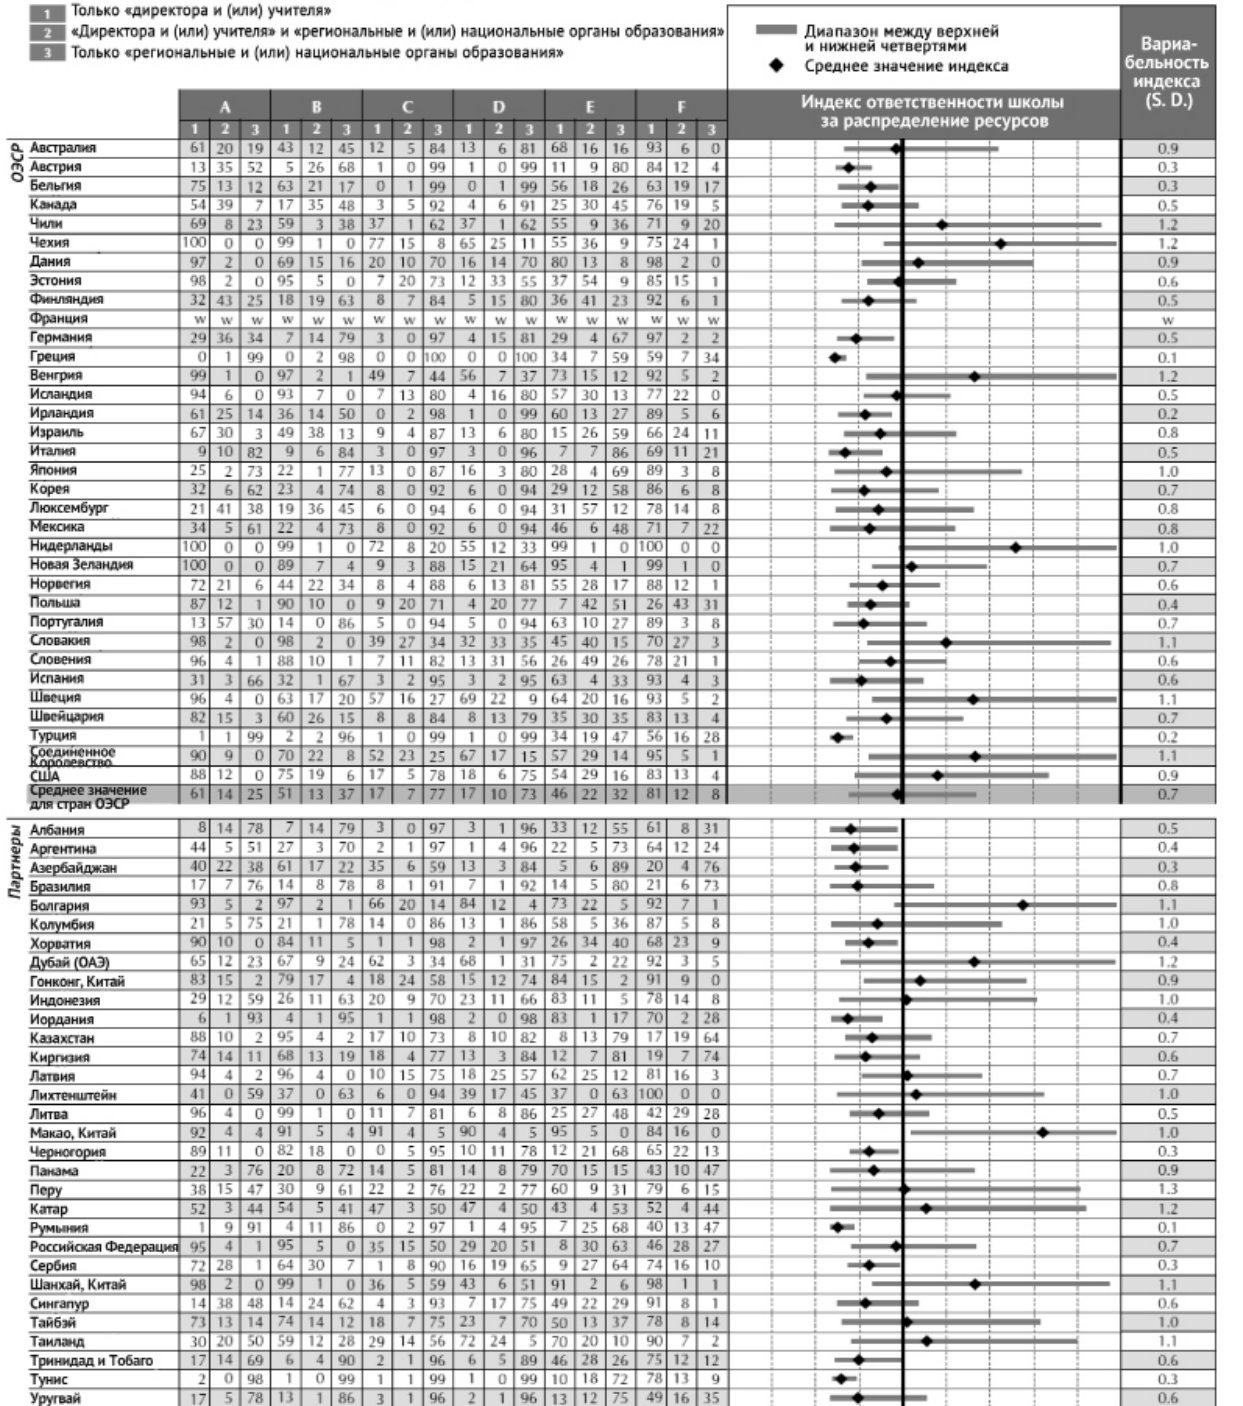 1 Только «директора и (или) учителя»
2 «Директора и (или) учителя» и «региональные и (или) национальные органы образования»
3 Только «региональные и (или) национальные органы образования»
Диапазон между верхней
и нижней четвертями
Среднее значение индекса
Вариа-
бельность
индекса
(S. D.)
A B C D E F
Индекс ответственности школы
за распределение ресурсов
1 2 3 1 2 3 1 2 3 1 2 3 1 2 3 1 2 3
ОЭСР
Австралия 61 20 19 43 12 45 12 5 84 13 6 81 68 16 16 93 6 0 0.9
Австрия 13 35 52 5 26 68 1 0 99 1 0 99 11 9 80 84 12 4 0.3
Бельгия 75 13 12 63 21 17 0 1 99 0 1 99 56 18 26 63 19 17 0.3
Канада 54 39 7 17 35 48 3 5 92 4 6 91 25 30 45 76 19 5 0.5
Чили 69 8 23 59 3 38 37 1 62 37 1 62 55 9 36 71 9 20 1.2
Чехия 100 0 0 99 1 0 77 15 8 65 25 11 55 36 9 75 24 1 1.2
Дания 97 2 0 69 15 16 20 10 70 16 14 70 80 13 8 98 2 0 0.9
Эстония 98 2 0 95 5 0 7 20 73 12 33 55 37 54 9 85 15 1 0.6
Финляндия 32 43 25 18 19 63 8 7 84 5 15 80 36 41 23 92 6 1 0.5
Франция w w w w w w w w w w w w w w w w w w w
Германия 29 36 34 7 14 79 3 0 97 4 15 81 29 4 67 97 2 2 0.5
Греция 0 1 99 0 2 98 0 0 100 0 0 100 34 7 59 59 7 34 0.1
Венгрия 99 1 0 97 2 1 49 7 44 56 7 37 73 15 12 92 5 2 1.2
Исландия 94 6 0 93 7 0 7 13 80 4 16 80 57 30 13 77 22 0 0.5
Ирландия 61 25 14 36 14 50 0 2 98 1 0 99 60 13 27 89 5 6 0.2
Израиль 67 30 3 49 38 13 9 4 87 13 6 80 15 26 59 66 24 11 0.8
Италия 9 10 82 9 6 84 3 0 97 3 0 96 7 7 86 69 11 21 0.5
Япония 25 2 73 22 1 77 13 0 87 16 3 80 28 4 69 89 3 8 1.0
Корея 32 6 62 23 4 74 8 0 92 6 0 94 29 12 58 86 6 8 0.7
Люксембург 21 41 38 19 36 45 6 0 94 6 0 94 31 57 12 78 14 8 0.8
Мексика 34 5 61 22 4 73 8 0 92 6 0 94 46 6 48 71 7 22 0.8
Нидерланды 100 0 0 99 1 0 72 8 20 55 12 33 99 1 0 100 0 0 1.0
Новая Зеландия 100 0 0 89 7 4 9 3 88 15 21 64 95 4 1 99 1 0 0.7
Норвегия 72 21 6 44 22 34 8 4 88 6 13 81 55 28 17 88 12 1 0.6
Польша 87 12 1 90 10 0 9 20 71 4 20 77 7 42 51 26 43 31 0.4
Португалия 13 57 30 14 0 86 5 0 94 5 0 94 63 10 27 89 3 8 0.7
Словакия 98 2 0 98 2 0 39 27 34 32 33 35 45 40 15 70 27 3 1.1
Словения 96 4 1 88 10 1 7 11 82 13 31 56 26 49 26 78 21 1 0.6
Испания 31 3 66 32 1 67 3 2 95 3 2 95 63 4 33 93 4 3 0.6
Швеция 96 4 0 63 17 20 57 16 27 69 22 9 64 20 16 93 5 2 1.1
Швейцария 82 15 3 60 26 15 8 8 84 8 13 79 35 30 35 83 13 4 0.7
Турция 1 1 99 2 2 96 1 0 99 1 0 99 34 19 47 56 16 28 0.2
Соединенное
Королевство 90 9 0 70 22 8 52 23 25 67 17 15 57 29 14 95 5 1 1.1
США 88 12 0 75 19 6 17 5 78 18 6 75 54 29 16 83 13 4 0.9
Среднее значение
для стран ОЭСР 61 14 25 51 13 37 17 7 77 17 10 73 46 22 32 81 12 8 0.7
Партнеры
Албания 8 14 78 7 14 79 3 0 97 3 1 96 33 12 55 61 8 31 0.5
Аргентина 44 5 51 27 3 70 2 1 97 1 4 96 22 5 73 64 12 24 0.4
Азербайджан 40 22 38 61 17 22 35 6 59 13 3 84 5 6 89 20 4 76 0.3
Бразилия 17 7 76 14 8 78 8 1 91 7 1 92 14 5 80 21 6 73 0.8
Болгария 93 5 2 97 2 1 66 20 14 84 12 4 73 22 5 92 7 1 1.1
Колумбия 21 5 75 21 1 78 14 0 86 13 1 86 58 5 36 87 5 8 1.0
Хорватия 90 10 0 84 11 5 1 1 98 2 1 97 26 34 40 68 23 9 0.4
Дубай (ОАЭ) 65 12 23 67 9 24 62 3 34 68 1 31 75 2 22 92 3 5 1.2
Гонконг, Китай 83 15 2 79 17 4 18 24 58 15 12 74 84 15 2 91 9 0 0.9
Индонезия 29 12 59 26 11 63 20 9 70 23 11 66 83 11 5 78 14 8 1.0
Иордания 6 1 93 4 1 95 1 1 98 2 0 98 83 1 17 70 2 28 0.4
Казахстан 88 10 2 95 4 2 17 10 73 8 10 82 8 13 79 17 19 64 0.7
Киргизия 74 14 11 68 13 19 18 4 77 13 3 84 12 7 81 19 7 74 0.6
Латвия 94 4 2 96 4 0 10 15 75 18 25 57 62 25 12 81 16 3 0.7
Лихтенштейн 41 0 59 37 0 63 6 0 94 39 17 45 37 0 63 100 0 0 1.0
Литва 96 4 0 99 1 0 11 7 81 6 8 86 25 27 48 42 29 28 0.5
Макао, Китай 92 4 4 91 5 4 91 4 5 90 4 5 95 5 0 84 16 0 1.0
Черногория 89 11 0 82 18 0 0 5 95 10 11 78 12 21 68 65 22 13 0.3
Панама 22 3 76 20 8 72 14 5 81 14 8 79 70 15 15 43 10 47 0.9
Перу 38 15 47 30 9 61 22 2 76 22 2 77 60 9 31 79 6 15 1.3
Катар 52 3 44 54 5 41 47 3 50 47 4 50 43 4 53 52 4 44 1.2
Румыния 1 9 91 4 11 86 0 2 97 1 4 95 7 25 68 40 13 47 0.1
Российская Федерация 95 4 1 95 5 0 35 15 50 29 20 51 8 30 63 46 28 27 0.7
Сербия 72 28 1 64 30 7 1 8 90 16 19 65 9 27 64 74 16 10 0.3
Шанхай, Китай 98 2 0 99 1 0 36 5 59 43 6 51 91 2 6 98 1 1 1.1
Сингапур 14 38 48 14 24 62 4 3 93 7 17 75 49 22 29 91 8 1 0.6
Тайбэй 73 13 14 74 14 12 18 7 75 23 7 70 50 13 37 78 8 14 1.0
Таиланд 30 20 50 59 12 28 29 14 56 72 24 5 70 20 10 90 7 2 1.1
Тринидад и Тобаго 17 14 69 6 4 90 2 1 96 6 5 89 46 28 26 75 12 12 0.6
Тунис 2 0 98 1 0 99 1 1 99 1 0 99 10 18 72 78 13 9 0.3
Уругвай 17 5 78 13 1 86 3 1 96 2 1 96 13 12 75 49 16 35 0.6